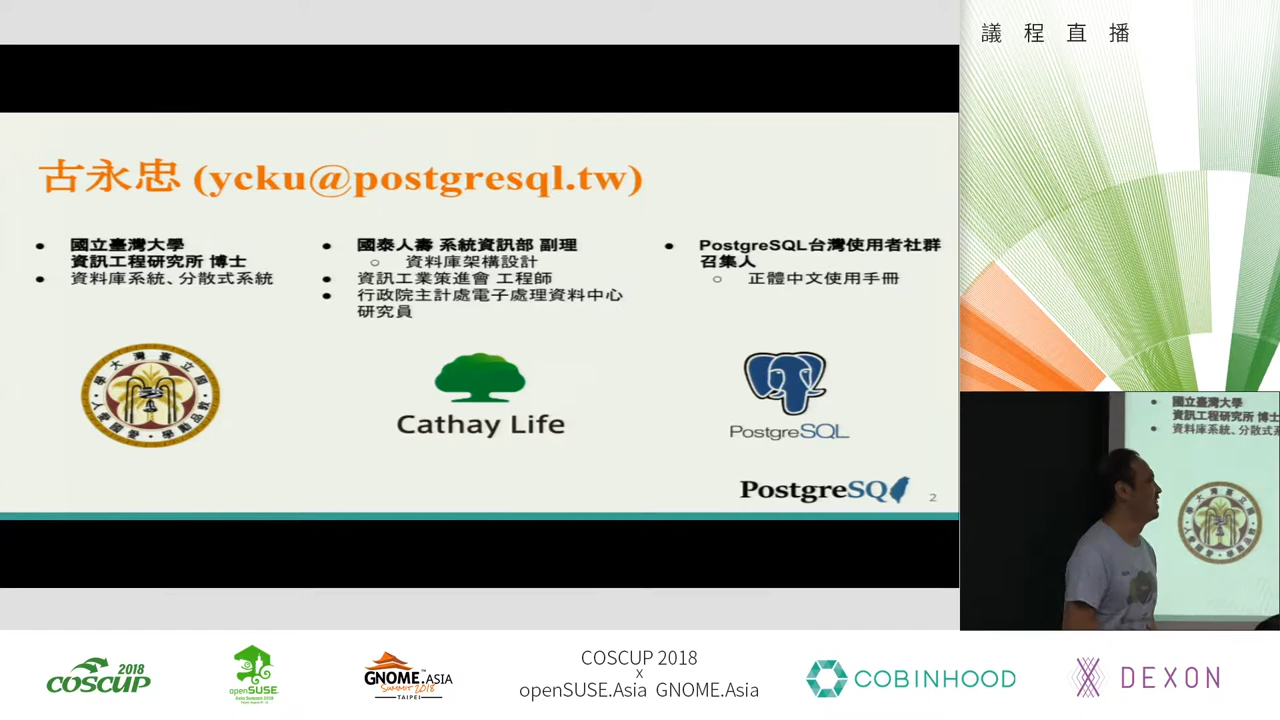 議程直播
古永忠 (ycku@postgresql.tw)
● 國立臺灣大學
資訊工程研究所 博士
● 資料庫系統、分散式系統
● 國泰人壽 系統資訊部 副理
○ 資料庫架構設計
● 資訊工業策進會 工程師
● 行政院主計處電子處理資料中心
研究員
● PostgreSQL台灣使用者社群
召集人
○ 正體中文使用手冊
Cathay Life
PostgreSQL
PostgreSQ
2
● 國立臺灣大學
資訊工程研究所 博士
● 資料庫系統、分散式系
2018
COSCUP
openSUSE
GNOME.ASIA
SUMMIT 2018
TAIPEI
COSCUP 2018
x
openSUSE.Asia GNOME.Asia
COBINHOOD
DEXON